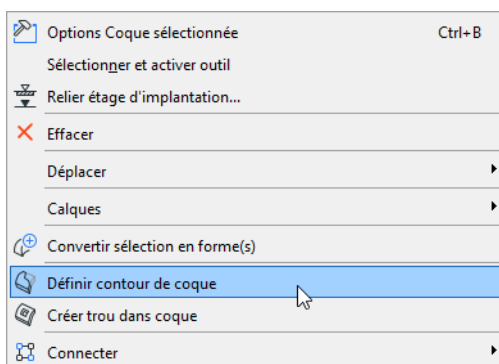 Options Coque sélectionnée Ctrl+B
Sélectionner et activer outil
Relier étage d'implantation...
Effacer
Déplacer
Calques
Convertir sélection en forme(s)
Définir contour de coque
Créer trou dans coque
Connecter